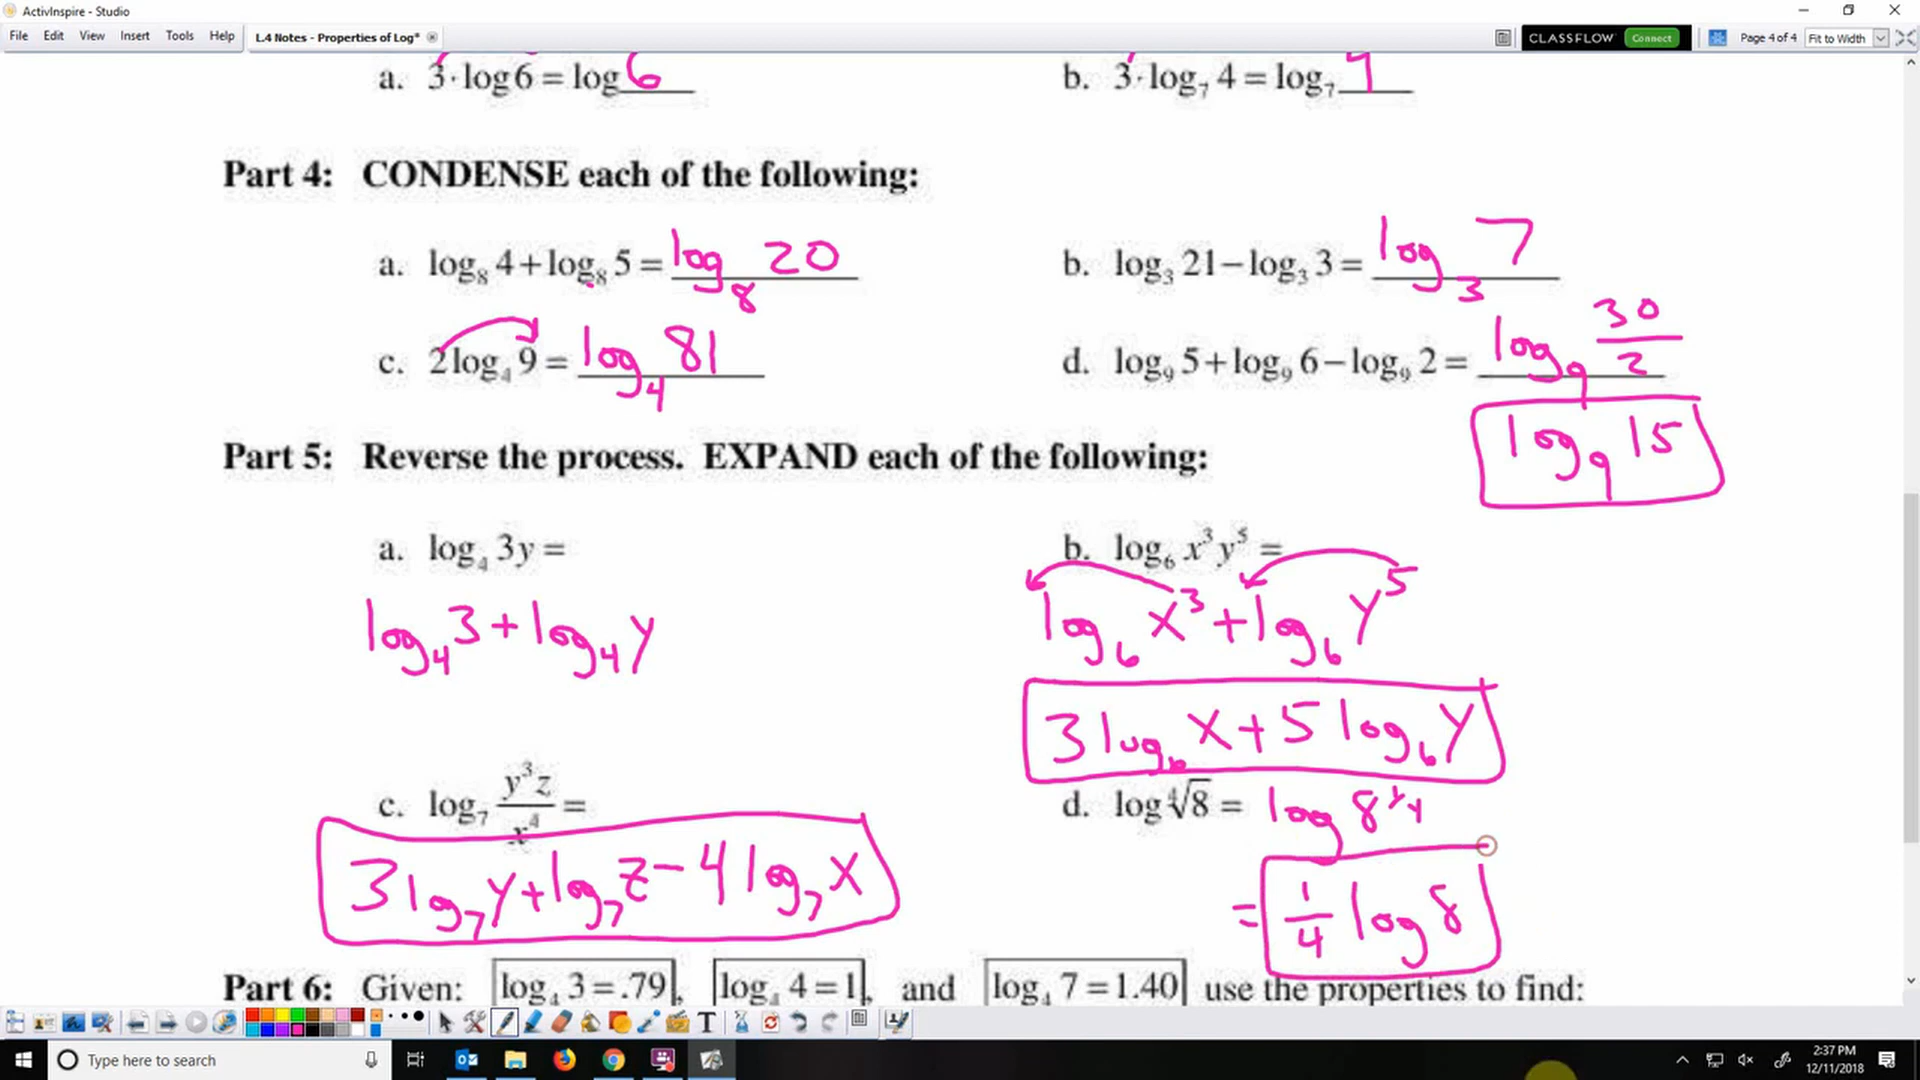 ActivInspire - Studio
File Edit View Insert Tools Help L.4 Notes - Properties of Log* CLASSFLOW Connect Page 4 of 4 Fit to Width
a. 3·log 6 = log 6
b. 3·log₇ 4 = log₇ 4
Part 4: CONDENSE each of the following:
a. log₈ 4 + log₈ 5 = log₈ 20
b. log₃ 21 − log₃ 3 = log₃ 7
c. 2log₄ 9 = log₄ 81
d. log₉ 5 + log₉ 6 − log₉ 2 = log₉ 30/2
log₉ 15
Part 5: Reverse the process. EXPAND each of the following:
a. log₄ 3y =
b. log₆ x³y⁵ =
log₄ 3 + log₄ y
log₆ x³ + log₆ y⁵
3 log₆ x + 5 log₆ y
c. log₇ y³z/x⁴ =
d. log ∜8 = log 8^1/4
3 log₇ y + log₇ z − 4 log₇ x
= 1/4 log 8
Part 6: Given: log₄ 3 = .79, log₄ 4 = 1, and log₄ 7 = 1.40 use the properties to find:
T
Type here to search
2:37 PM
12/11/2018